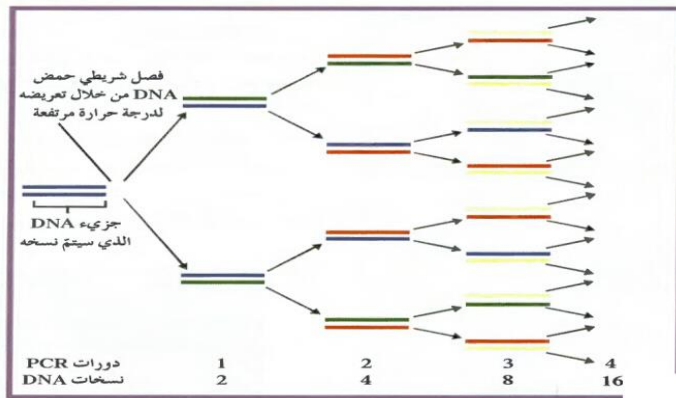 فصل شريطي حمض
DNA من خلال تعريضه
لدرجة حرارة مرتفعة
جزيء DNA
الذي سيتمّ نسخه
دورات PCR 1 2 3 4
نسخات DNA 2 4 8 16